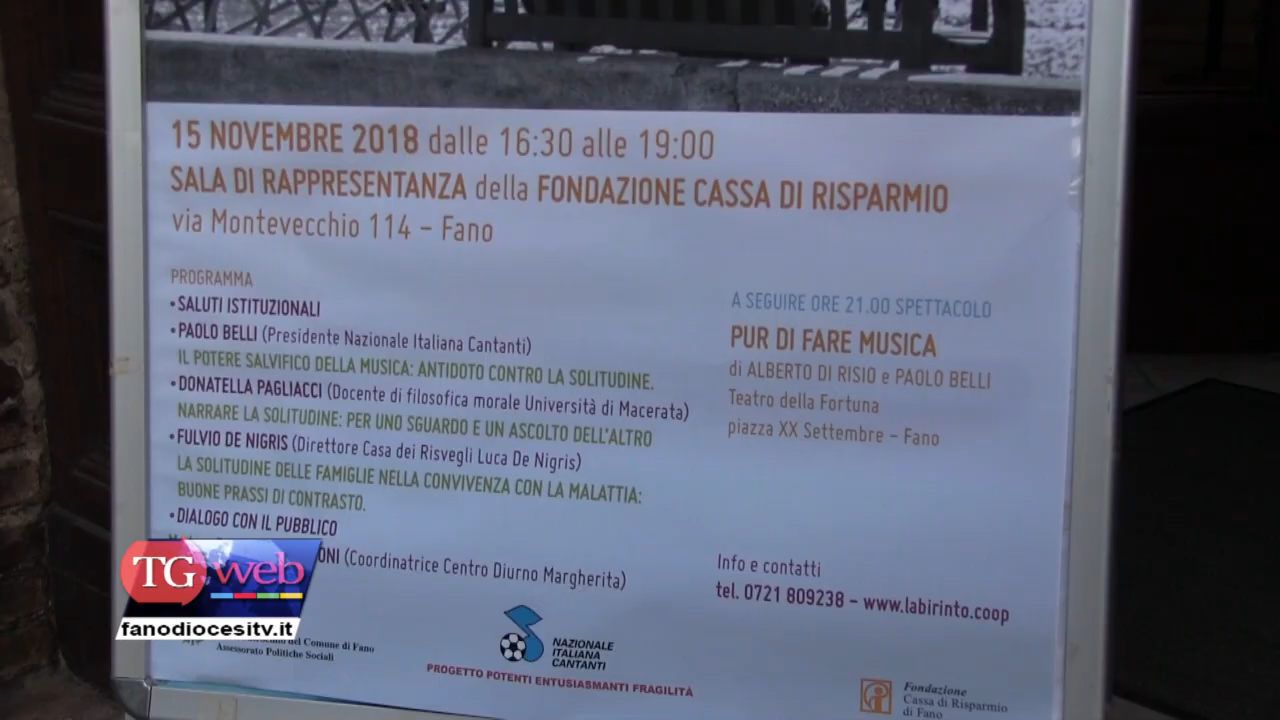 15 NOVEMBRE 2018 dalle 16:30 alle 19:00
SALA DI RAPPRESENTANZA della FONDAZIONE CASSA DI RISPARMIO
via Montevecchio 114 – Fano
PROGRAMMA
•SALUTI ISTITUZIONALI
•PAOLO BELLI (Presidente Nazionale Italiana Cantanti)
IL POTERE SALVIFICO DELLA MUSICA: ANTIDOTO CONTRO LA SOLITUDINE.
•DONATELLA PAGLIACCI (Docente di filosofica morale Università di Macerata)
NARRARE LA SOLITUDINE: PER UNO SGUARDO E UN ASCOLTO DELL'ALTRO
•FULVIO DE NIGRIS (Direttore Casa dei Risvegli Luca De Nigris)
LA SOLITUDINE DELLE FAMIGLIE NELLA CONVIVENZA CON LA MALATTIA:
BUONE PRASSI DI CONTRASTO.
•DIALOGO CON IL PUBBLICO
(Coordinatrice Centro Diurno Margherita)
A SEGUIRE ORE 21.00 SPETTACOLO
PUR DI FARE MUSICA
di ALBERTO DI RISIO e PAOLO BELLI
Teatro della Fortuna
piazza XX Settembre – Fano
Info e contatti
tel. 0721 809238 – www.labirinto.coop
TG web
fanodiocesitv.it
del Comune di Fano
Assessorato Politiche Sociali
NAZIONALE
ITALIANA
CANTANTI
PROGETTO POTENTI ENTUSIASMANTI FRAGILITÀ
Fondazione
Cassa di Risparmio
di Fano